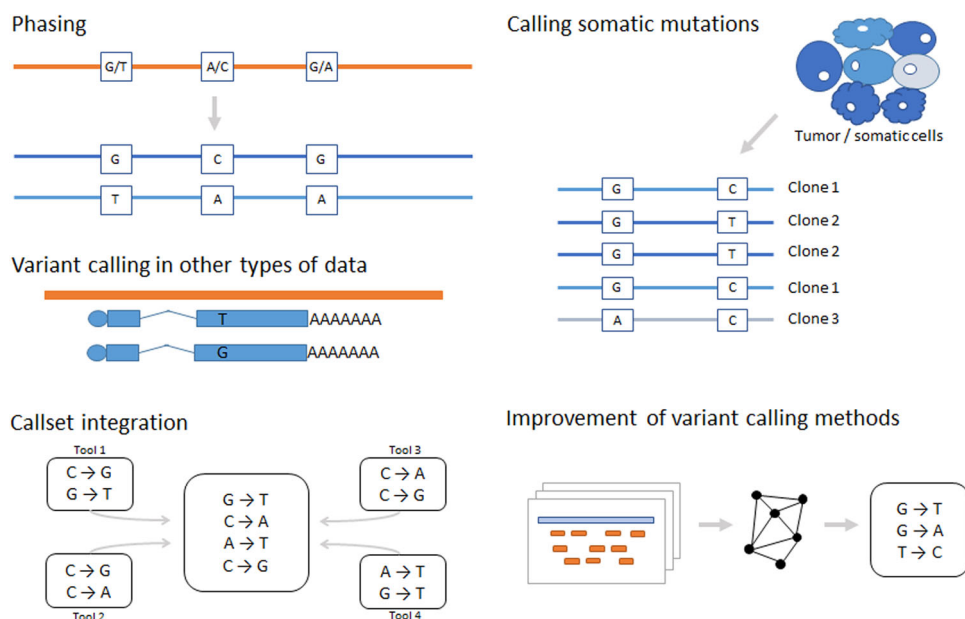 Phasing
G/T A/C G/A
G C G
T A A
Variant calling in other types of data
T AAAAAAA
G AAAAAAA
Calling somatic mutations
Tumor / somatic cells
G C Clone 1
G T Clone 2
G T Clone 2
G C Clone 1
A C Clone 3
Callset integration
Tool 1
C → G
G → T
C → G
C → A
Tool 2
G → T
C → A
A → T
C → G
Tool 3
C → A
C → G
A → T
G → T
Tool 4
Improvement of variant calling methods
G → T
G → A
T → C